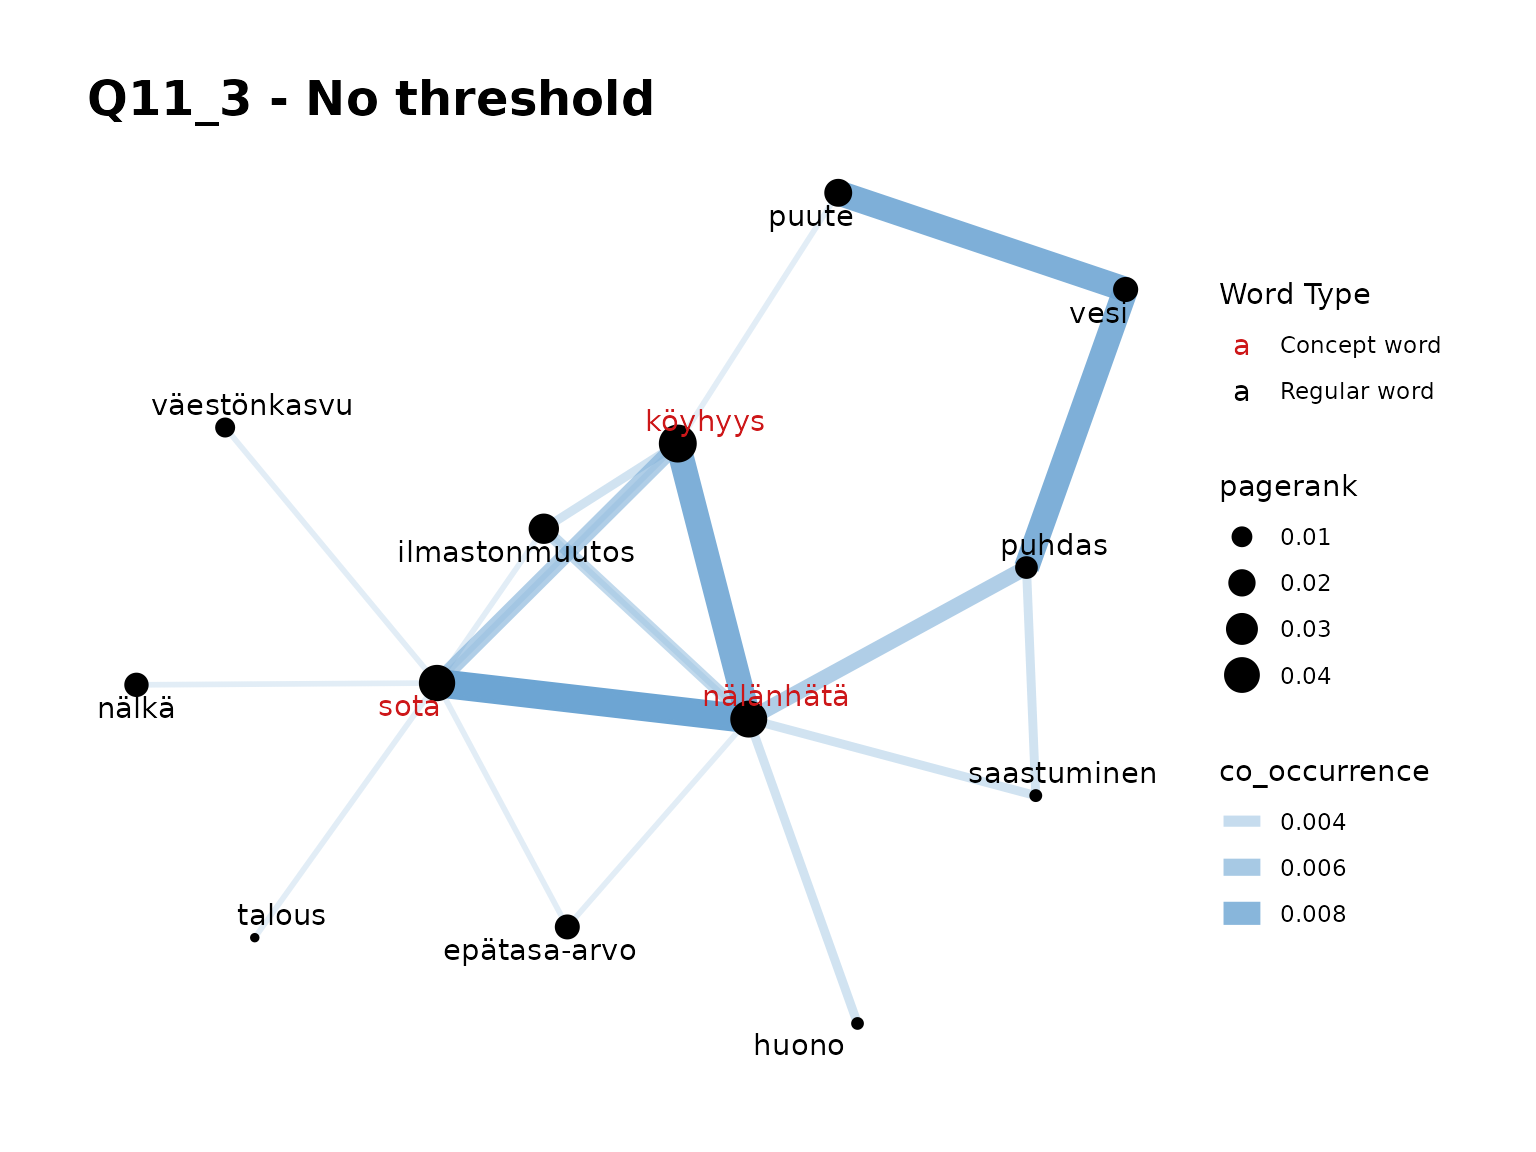 Q11_3 - No threshold
puute
vesi
Word Type
a Concept word
a Regular word
väestönkasvu
köyhyys
pagerank
0.01
0.02
0.03
0.04
ilmastonmuutos
puhdas
nälänhätä
sota
nälkä
saastuminen
co_occurrence
0.004
0.006
0.008
talous
epätasa-arvo
huono